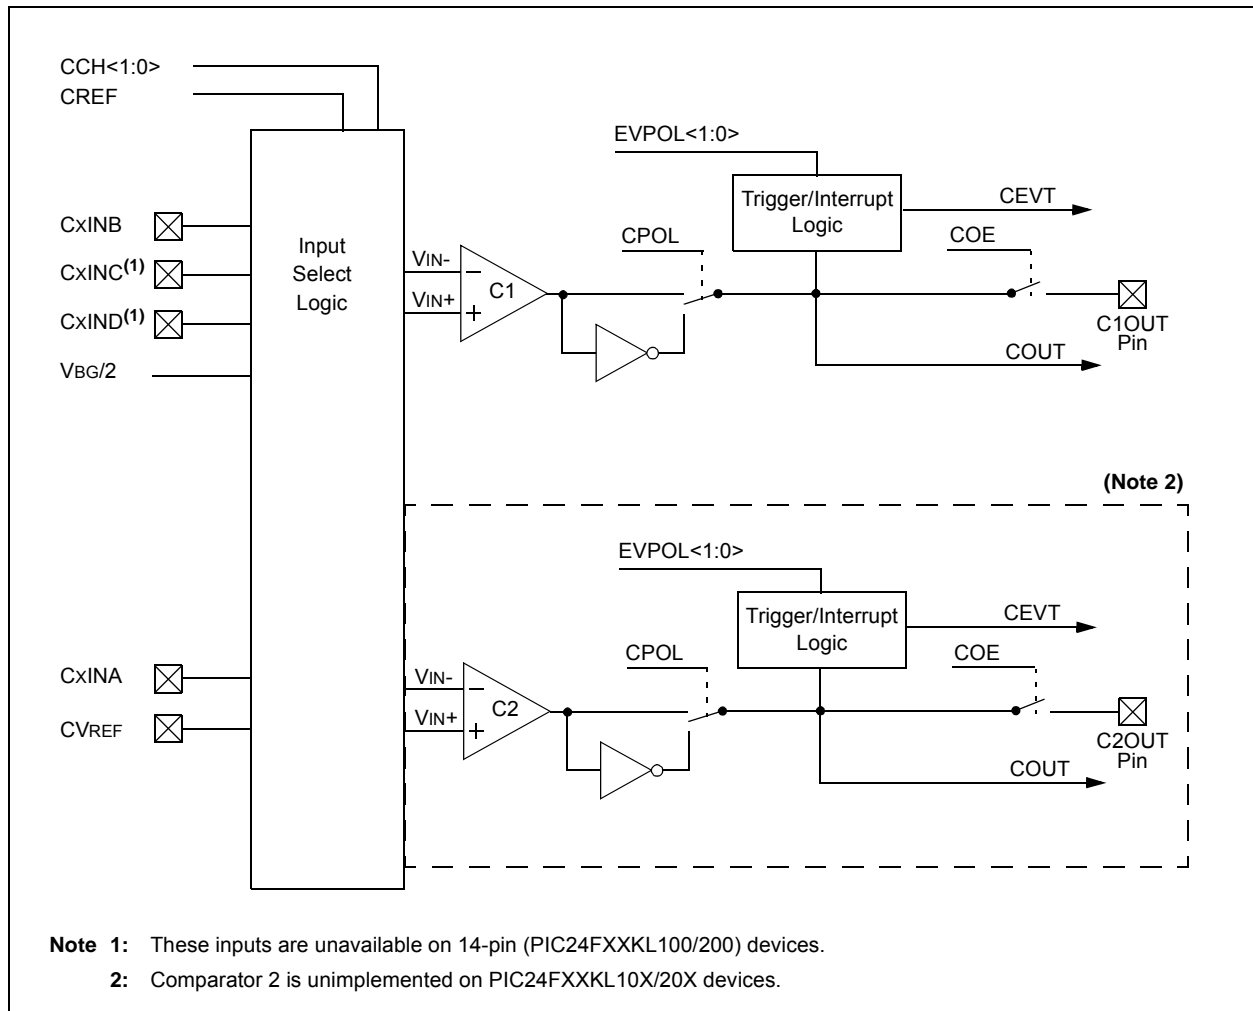 CCH<1:0>
CREF
EVPOL<1:0>
Trigger/Interrupt
Logic
CEVT
CxINB
CxINC(1)
CxIND(1)
VBG/2
Input
Select
Logic
VIN-
VIN+
–
+
C1
CPOL
COE
C1OUT
Pin
COUT
(Note 2)
EVPOL<1:0>
Trigger/Interrupt
Logic
CEVT
CxINA
CVREF
VIN-
VIN+
–
+
C2
CPOL
COE
C2OUT
Pin
COUT
Note 1: These inputs are unavailable on 14-pin (PIC24FXXKL100/200) devices.
2: Comparator 2 is unimplemented on PIC24FXXKL10X/20X devices.